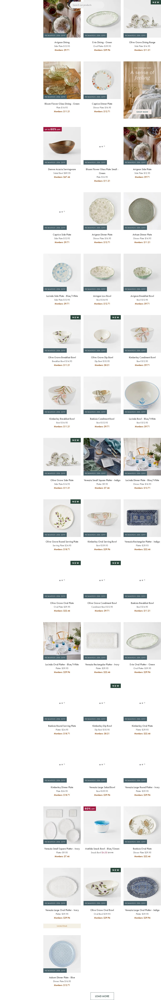 Search our products
NEW
REWARDS 25% OFF
REWARDS 25% OFF
REWARDS 25% OFF
Avignon Dining
Side Plate $12.95
Members: $9.71
Evie Dining - Green
Oval Platter $39.95
Members: $29.96
Olive Grove Dining Range
Side Plate $14.95
Members: $11.21
THE TEXTURE EDIT
A sense of
feeling
SHOP NOW
REWARDS 25% OFF
REWARDS 25% OFF
Bloom Flower Glass Dining - Green
Plate $14.95
Members: $11.21
Caprice Dinner Plate
Dinner Plate $16.95
Members: $12.71
UP TO 60% OFF
REWARDS 25% OFF
REWARDS 25% OFF
REWARDS 25% OFF
Denver Acacia Servingware
Salad Bowl $89.95
Members: $67.46
Bloom Flower Glass Plate Small -
Green
Plate $14.95
Members: $11.21
Avignon Side Plate
Side Plate $12.95
Members: $9.71
REWARDS 25% OFF
REWARDS 25% OFF
REWARDS 25% OFF
Caprice Side Plate
Side Plate $12.95
Members: $9.71
Avignon Dinner Plate
Dinner Plate $16.95
Members: $12.71
Artisan Dinner Plate
Dinner Plate $14.95
Members: $11.21
REWARDS 25% OFF
REWARDS 25% OFF
REWARDS 25% OFF
Lucinda Side Plate - Blue/White
Side Plate $12.95
Members: $9.71
Avingon Low Bowl
Bowl $16.95
Members: $12.71
Avignon Breakfast Bowl
Bowl $12.95
Members: $9.71
NEW
NEW
REWARDS 25% OFF
REWARDS 25% OFF
REWARDS 25% OFF
Olive Grove Breakfast Bowl
Breakfast Bowl $14.95
Members: $11.21
Olive Grove Dip Bowl
Dip Bowl $10.95
Members: $8.21
Kimberley Condiment Bowl
Bowl $12.95
Members: $9.71
REWARDS 25% OFF
REWARDS 25% OFF
REWARDS 25% OFF
Kimberley Breakfast Bowl
Bowl $14.95
Members: $11.21
Banksia Condiment Bowl
Bowl $12.95
Members: $9.71
Lucinda Bowl - Blue/White
Bowl $12.95
Members: $9.71
NEW
REWARDS 25% OFF
REWARDS 25% OFF
REWARDS 25% OFF
Olive Grove Side Plate
Side Plate $14.95
Members: $11.21
Venezia Small Square Platter - Indigo
Platter $9.95
Members: $7.46
Lucinda Dinner Plate - Blue/White
Dinner Plate $16.95
Members: $12.71
NEW
REWARDS 25% OFF
REWARDS 25% OFF
REWARDS 25% OFF
Olive Grove Round Serving Plate
Serving Plate $24.95
Members: $18.71
Kimberley Oval Serving Bowl
Bowl $39.95
Members: $29.96
Venezia Rectangular Platter - Indigo
Platter $29.95
Members: $22.46
NEW
NEW
REWARDS 25% OFF
REWARDS 25% OFF
REWARDS 25% OFF
Olive Grove Oval Plate
Oval Plate $29.95
Members: $22.46
Olive Grove Condiment Bowl
Condiment Bowl $12.95
Members: $9.71
Banksia Breakfast Bowl
Bowl $14.95
Members: $11.21
REWARDS 25% OFF
REWARDS 25% OFF
REWARDS 25% OFF
Lucinda Oval Platter - Blue/White
Platter $39.95
Members: $29.96
Venezia Rectangular Platter - Ivory
Platter $29.95
Members: $22.46
Evie Oval Platter - Green
Oval Platter $39.95
Members: $29.96
NEW
REWARDS 25% OFF
REWARDS 25% OFF
REWARDS 25% OFF
Banksia Round Serving Plate
Platter $24.95
Members: $18.71
Kimberley Dip Bowl
Dip Bowl $10.95
Members: $8.21
Kimberley Oval Plate
Platter $29.95
Members: $22.46
REWARDS 25% OFF
REWARDS 25% OFF
REWARDS 25% OFF
Kimberley Dinner Plate
Plate $24.95
Members: $18.71
Venezia Large Salad Bowl
Bowl $39.95
Members: $29.96
Venezia Large Round Platter - Ivory
Platter $39.95
Members: $29.96
60% OFF
REWARDS 25% OFF
REWARDS 25% OFF
Venezia Small Square Platter - Ivory
Platter $9.95
Members: $7.46
Matilda Snack Bowl - Blue/Green
Snack Bowl $4.50
Banksia Oval Plate
Dinner Plate $29.95
Members: $22.46
NEW
REWARDS 25% OFF
REWARDS 25% OFF
REWARDS 25% OFF
Venezia Large Oval Platter - Ivory
Platter $39.95
Members: $29.96
Limited Stock
Olive Grove Oval Bowl
Oval Bowl $39.95
Members: $29.96
Venezia Large Oval Platter - Indigo
Platter $39.95
Members: $29.96
REWARDS 25% OFF
Auburn Dinner Plate - Blue
Dinner Plate $16.95
Members: $12.71
LOAD MORE